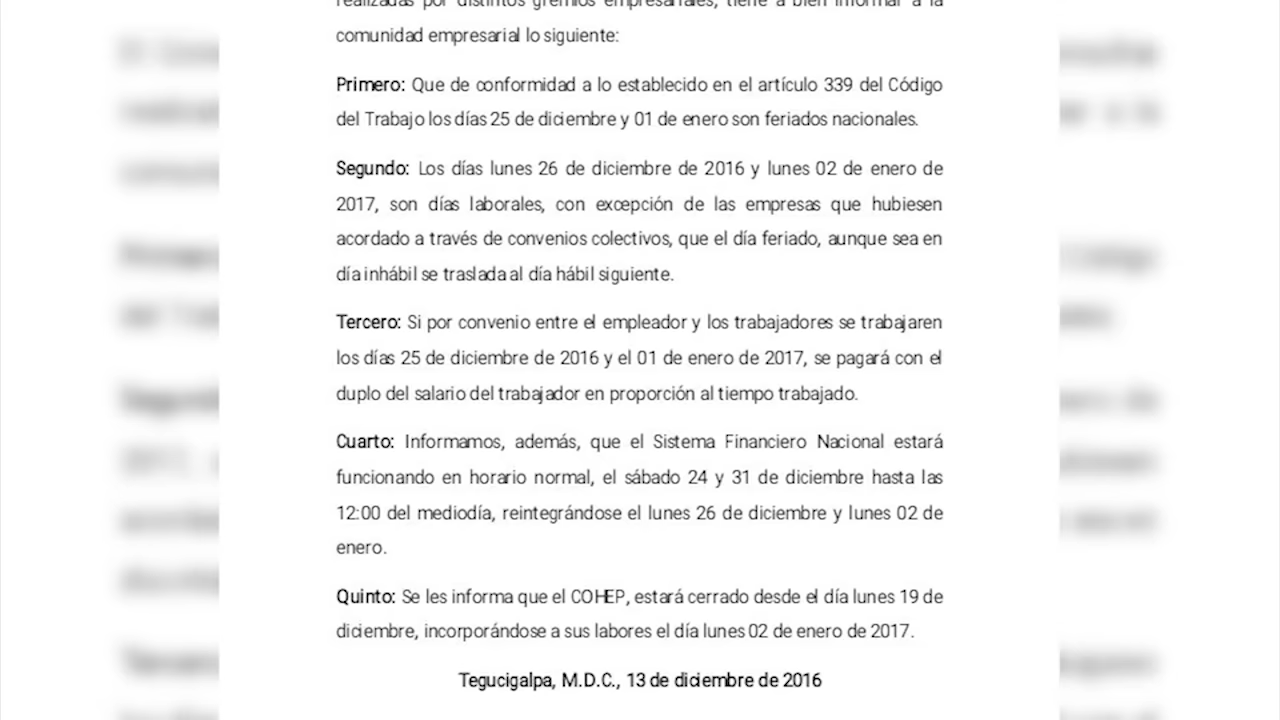 realizadas por distintos gremios empresariales, tiene a bien informar a la
comunidad empresarial lo siguiente:
Primero: Que de conformidad a lo establecido en el artículo 339 del Código
del Trabajo los días 25 de diciembre y 01 de enero son feriados nacionales.
Segundo: Los días lunes 26 de diciembre de 2016 y lunes 02 de enero de
2017, son días laborales, con excepción de las empresas que hubiesen
acordado a través de convenios colectivos, que el día feriado, aunque sea en
día inhábil se traslada al día hábil siguiente.
Tercero: Si por convenio entre el empleador y los trabajadores se trabajaren
los días 25 de diciembre de 2016 y el 01 de enero de 2017, se pagará con el
duplo del salario del trabajador en proporción al tiempo trabajado.
Cuarto: Informamos, además, que el Sistema Financiero Nacional estará
funcionando en horario normal, el sábado 24 y 31 de diciembre hasta las
12:00 del mediodía, reintegrándose el lunes 26 de diciembre y lunes 02 de
enero.
Quinto: Se les informa que el COHEP, estará cerrado desde el día lunes 19 de
diciembre, incorporándose a sus labores el día lunes 02 de enero de 2017.
Tegucigalpa, M.D.C., 13 de diciembre de 2016